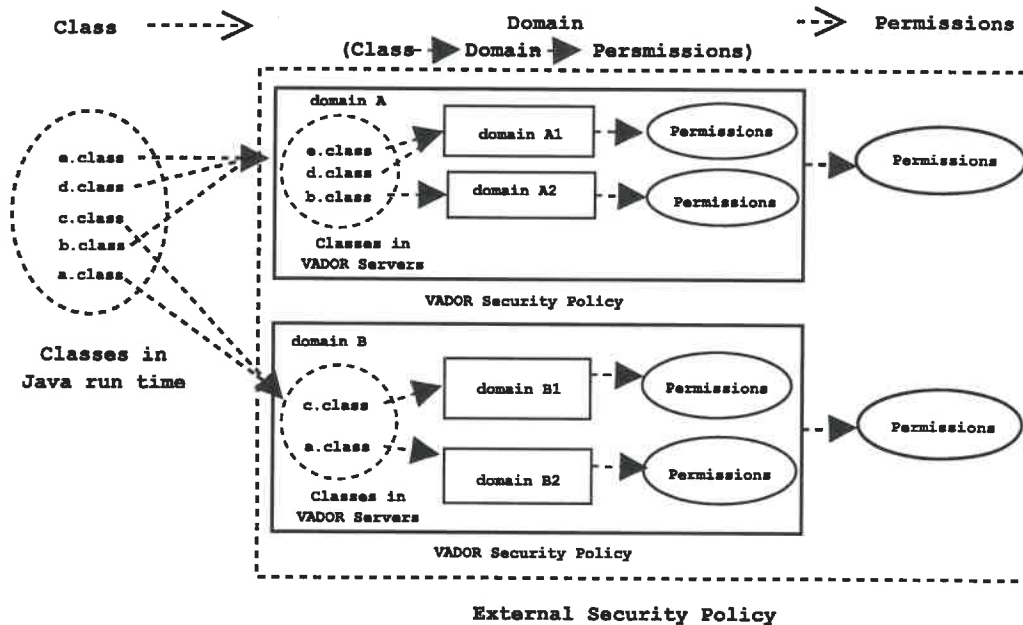 Class
Domain
Permissions
(Class Domain Persmissions)
e.class
d.class
c.class
b.class
a.class
Classes in
Java run time
domain A
e.class
d.class
b.class
Classes in
VADOR Servers
domain A1
domain A2
Permissions
Permissions
Permissions
VADOR Security Policy
domain B
c.class
a.class
Classes in
VADOR Servers
domain B1
domain B2
Permissions
Permissions
Permissions
VADOR Security Policy
External Security Policy